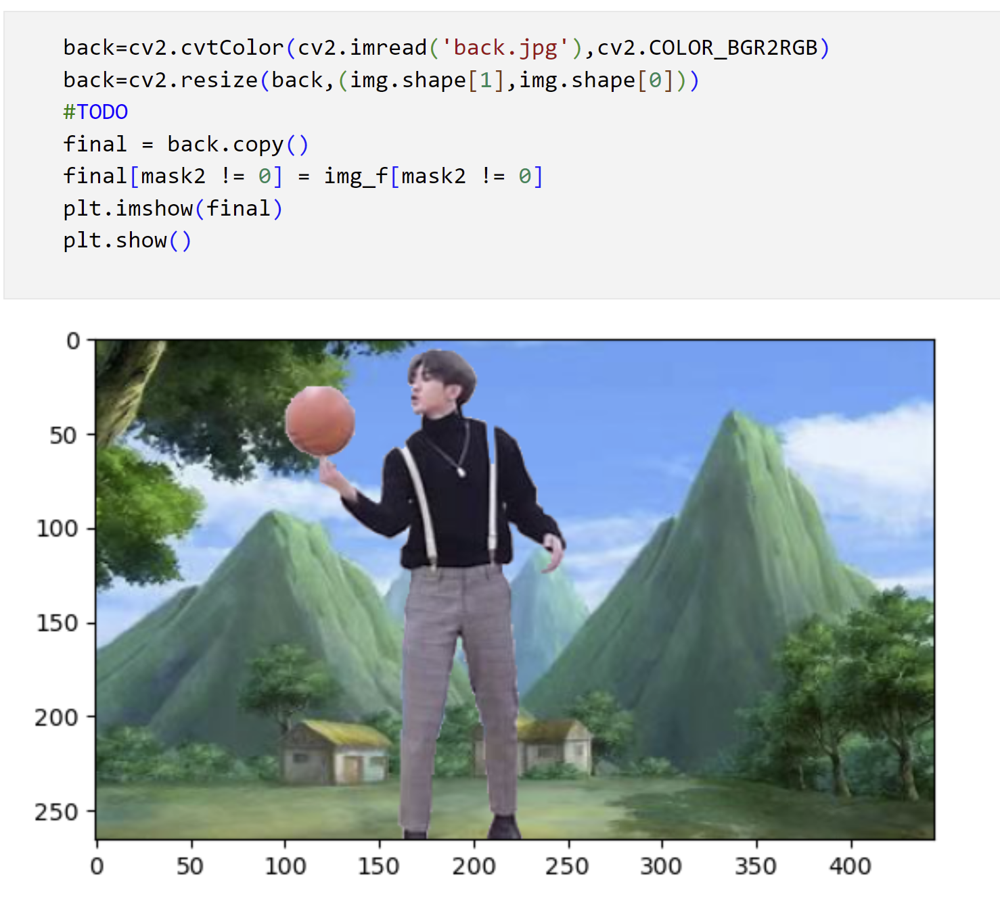 back=cv2.cvtColor(cv2.imread('back.jpg'),cv2.COLOR_BGR2RGB)
back=cv2.resize(back,(img.shape[1],img.shape[0]))
#TODO
final = back.copy()
final[mask2 != 0] = img_f[mask2 != 0]
plt.imshow(final)
plt.show()
0
50
100
150
200
250
0 50 100 150 200 250 300 350 400